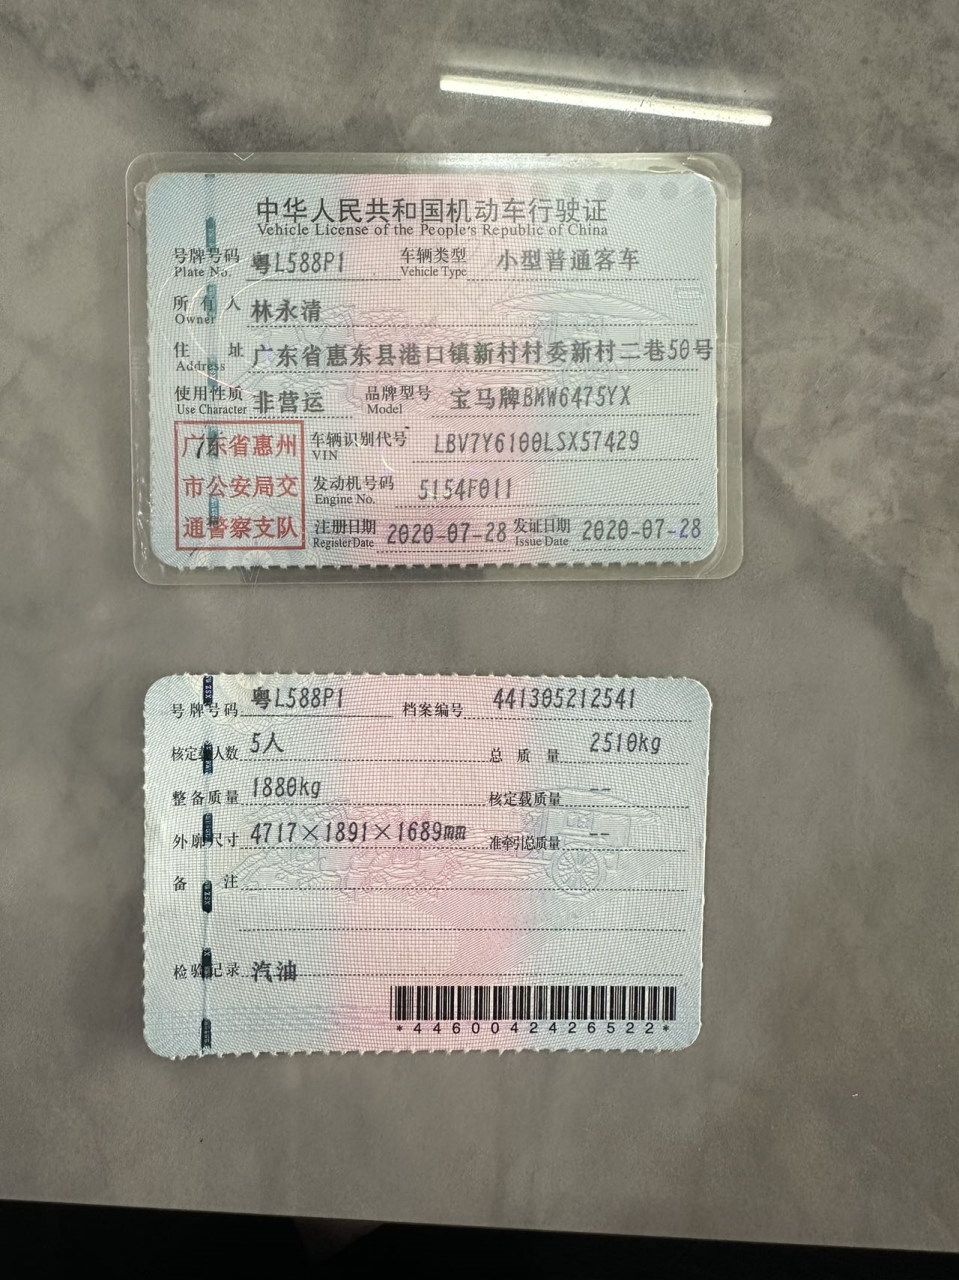 中华人民共和国机动车行驶证
Vehicle License of the People's Republic of China
号牌号码 Plate No. 粤L588P1 车辆类型 Vehicle Type 小型普通客车
所有人 Owner 林永清
住址 Address 广东省惠东县港口镇新村村委新村二巷50号
使用性质 Use Character 非营运 品牌型号 Model 宝马牌BMW6475YX
广东省惠州
市公安局交
通警察支队
车辆识别代号 VIN LBV7Y6100LSX57429
发动机号码 Engine No. 5154F011
注册日期 Register Date 2020-07-28 发证日期 Issue Date 2020-07-28
号牌号码 粤L588P1 档案编号 441305212541
核定载人数 5人 总质量 2510kg
整备质量 1880kg 核定载质量 --
外廓尺寸 4717×1891×1689mm 准牵引总质量 --
备注
检验记录 汽油
*4460042426522*